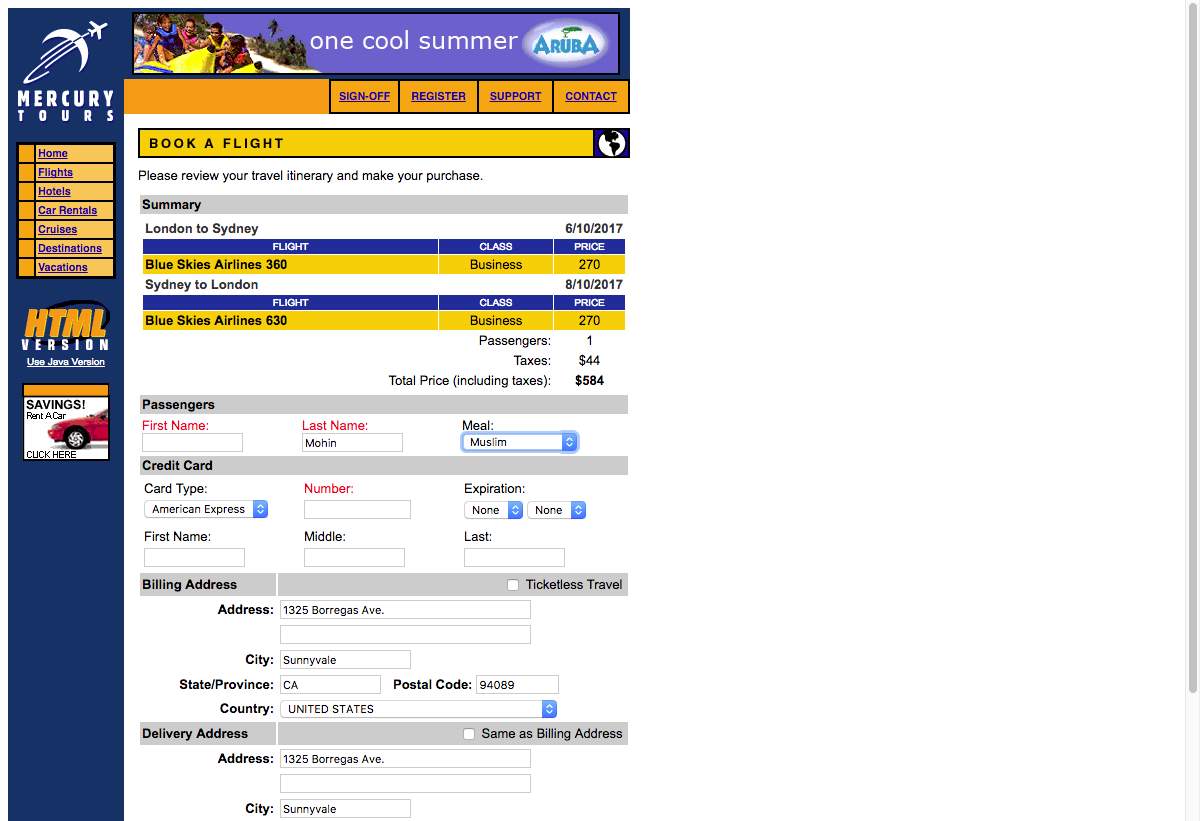 one cool summer ARUBA
MERCURY
TOURS
SIGN-OFF REGISTER SUPPORT CONTACT
Home
Flights
Hotels
Car Rentals
Cruises
Destinations
Vacations
HTML
VERSION
Use Java Version
SAVINGS!
Rent A Car
CLICK HERE
BOOK A FLIGHT
Please review your travel itinerary and make your purchase.
Summary
London to Sydney 6/10/2017
FLIGHT CLASS PRICE
Blue Skies Airlines 360 Business 270
Sydney to London 8/10/2017
FLIGHT CLASS PRICE
Blue Skies Airlines 630 Business 270
Passengers: 1
Taxes: $44
Total Price (including taxes): $584
Passengers
First Name: Last Name: Meal:
Mohin Muslim
Credit Card
Card Type: Number: Expiration:
American Express None None
First Name: Middle: Last:
Billing Address Ticketless Travel
Address: 1325 Borregas Ave.
City: Sunnyvale
State/Province: CA Postal Code: 94089
Country: UNITED STATES
Delivery Address Same as Billing Address
Address: 1325 Borregas Ave.
City: Sunnyvale